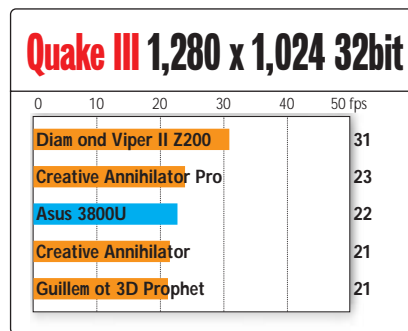 Quake III 1,280 x 1,024 32bit
0 10 20 30 40 50 fps
Diam ond Viper II Z200 31
Creative Annihilator Pro 23
Asus 3800U 22
Creative Annihilator 21
Guillem ot 3D Prophet 21